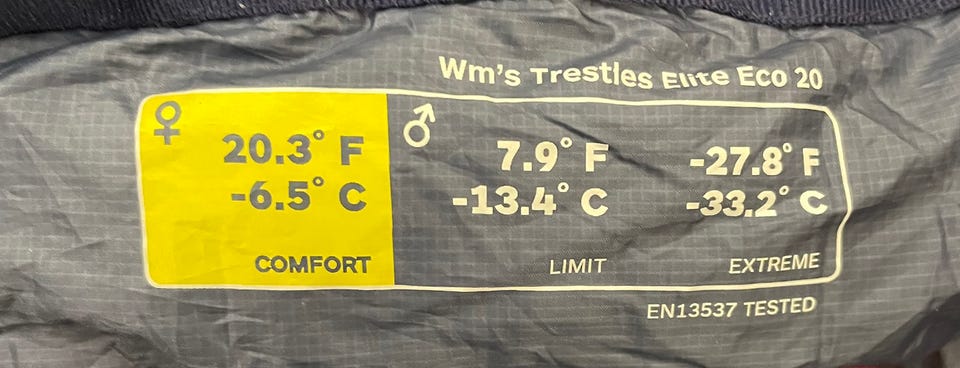 Wm's Trestles Elite Eco 20
♀ 20.3° F
-6.5° C
COMFORT
♂ 7.9° F
-13.4° C
LIMIT
-27.8° F
-33.2° C
EXTREME
EN13537 TESTED